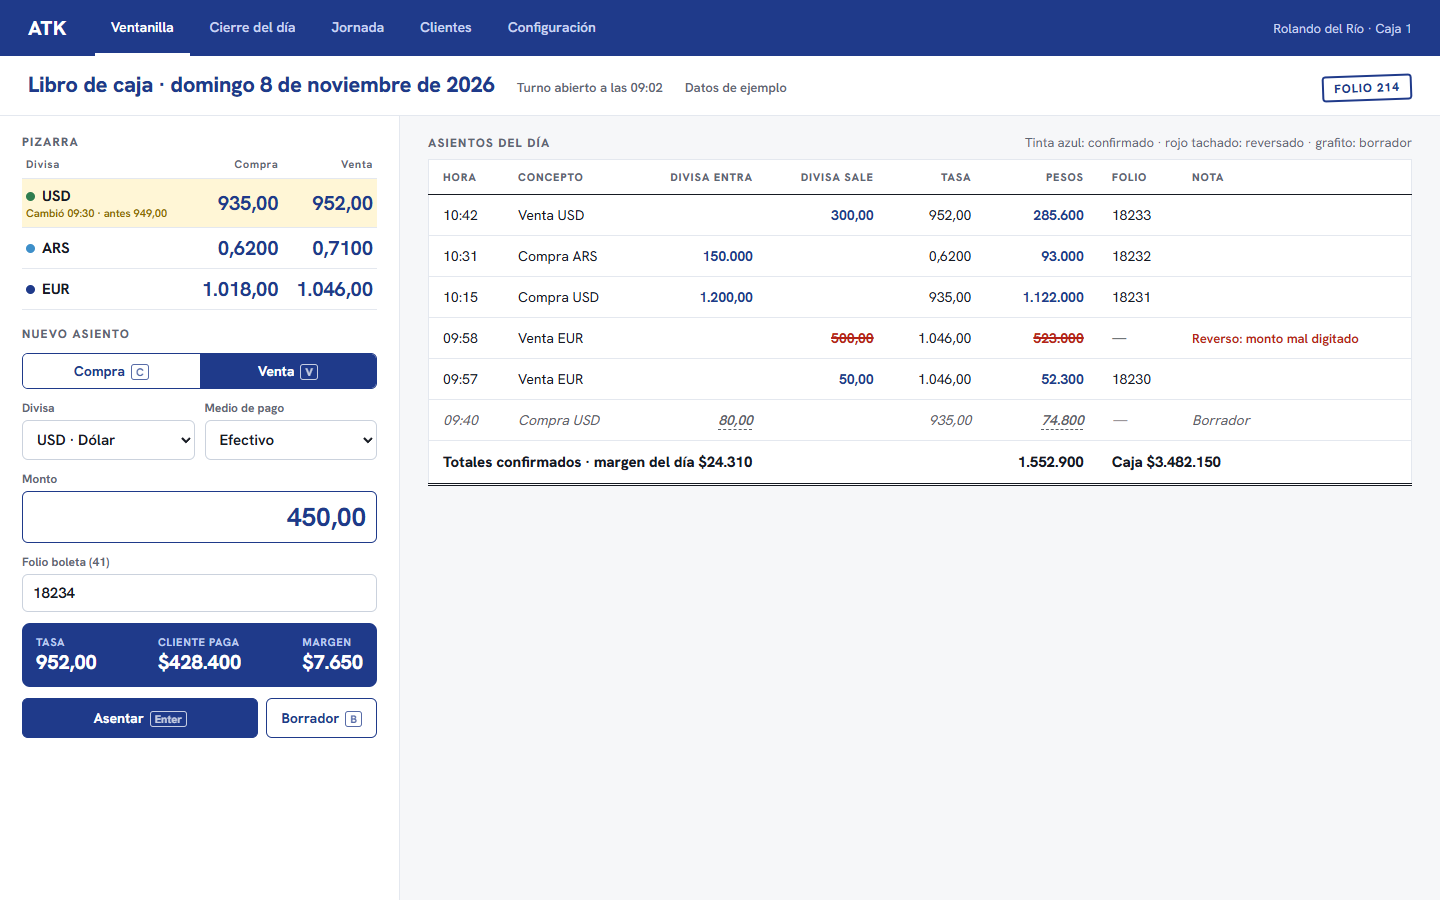 ATK Ventanilla Cierre del día Jornada Clientes Configuración Rolando del Río · Caja 1
Libro de caja · domingo 8 de noviembre de 2026 Turno abierto a las 09:02 Datos de ejemplo FOLIO 214
PIZARRA
Divisa Compra Venta
USD 935,00 952,00
Cambió 09:30 · antes 949,00
ARS 0,6200 0,7100
EUR 1.018,00 1.046,00
NUEVO ASIENTO
Compra C Venta V
Divisa Medio de pago
USD · Dólar Efectivo
Monto
450,00
Folio boleta (41)
18234
TASA CLIENTE PAGA MARGEN
952,00 $428.400 $7.650
Asentar Enter Borrador B
ASIENTOS DEL DÍA Tinta azul: confirmado · rojo tachado: reversado · grafito: borrador
HORA CONCEPTO DIVISA ENTRA DIVISA SALE TASA PESOS FOLIO NOTA
10:42 Venta USD 300,00 952,00 285.600 18233
10:31 Compra ARS 150.000 0,6200 93.000 18232
10:15 Compra USD 1.200,00 935,00 1.122.000 18231
09:58 Venta EUR 500,00 1.046,00 523.000 — Reverso: monto mal digitado
09:57 Venta EUR 50,00 1.046,00 52.300 18230
09:40 Compra USD 80,00 935,00 74.800 — Borrador
Totales confirmados · margen del día $24.310 1.552.900 Caja $3.482.150